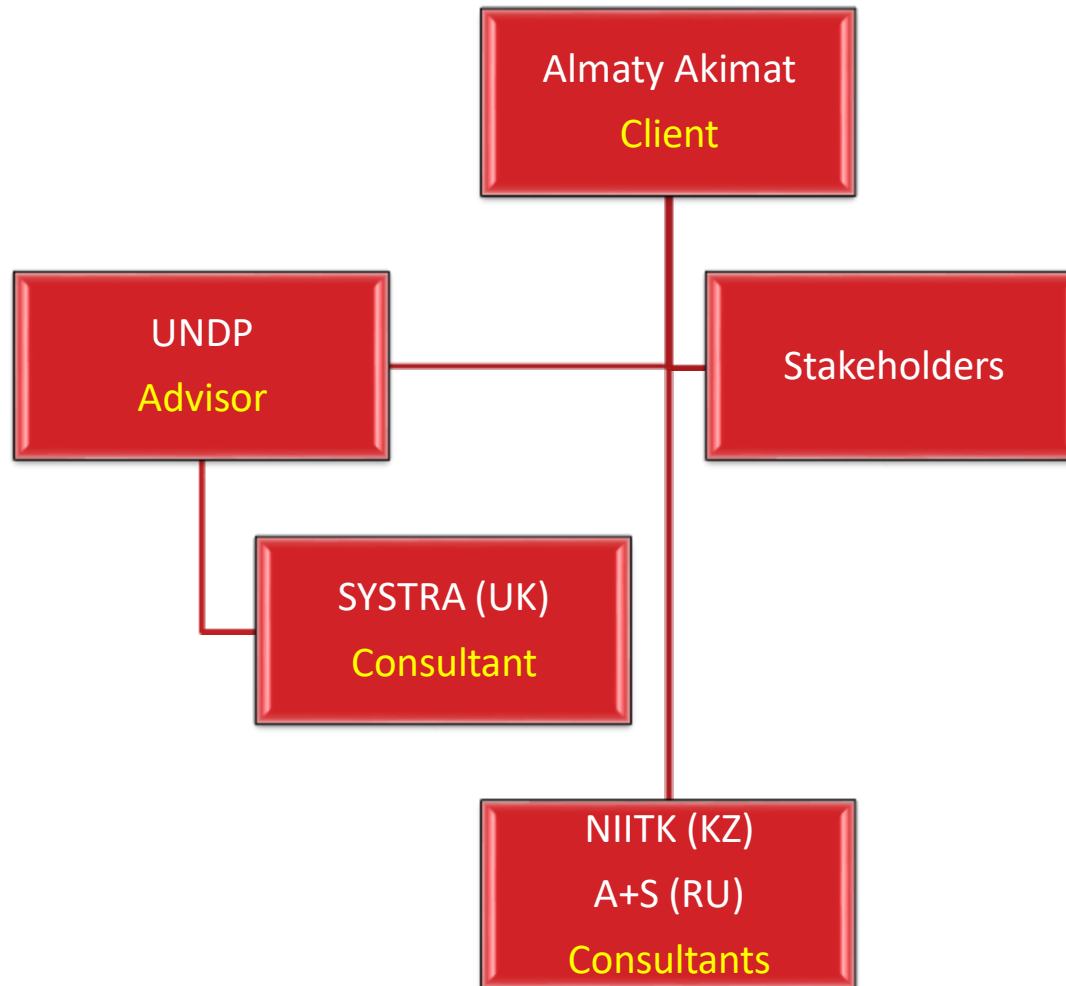 Almaty Akimat
Client
UNDP
Advisor
Stakeholders
SYSTRA (UK)
Consultant
NIITK (KZ)
A+S (RU)
Consultants